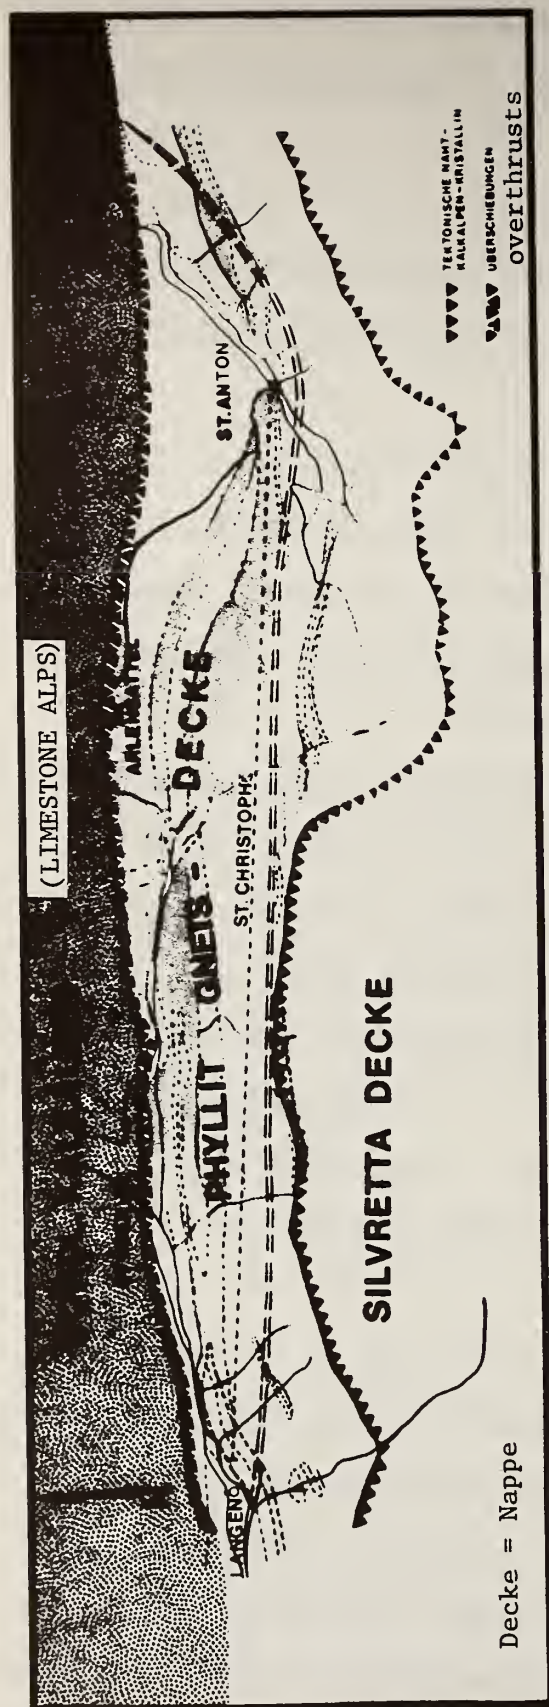 (LIMESTONE ALPS)
ST. ANTON
PHYLLIT GNEIS - DECKE
ST. CHRISTOPH
LANGEN
SILVRETTA DECKE
TEKTONISCHE NAHT-
KALKALPEN-KRISTALLIN
ÜBERSCHIEBUNGEN
overthrusts
Decke = Nappe